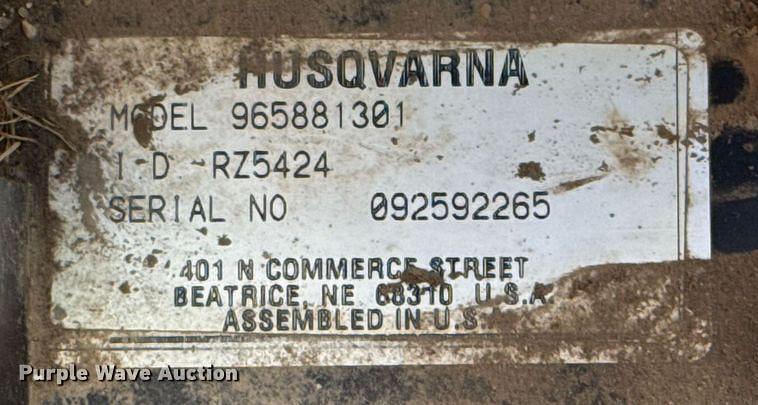 HUSQVARNA
MODEL 965881301
I D RZ5424
SERIAL NO 092592265
401 N COMMERCE STREET
BEATRICE, NE 68310 U.S.A.
ASSEMBLED IN U.S.
Purple Wave Auction